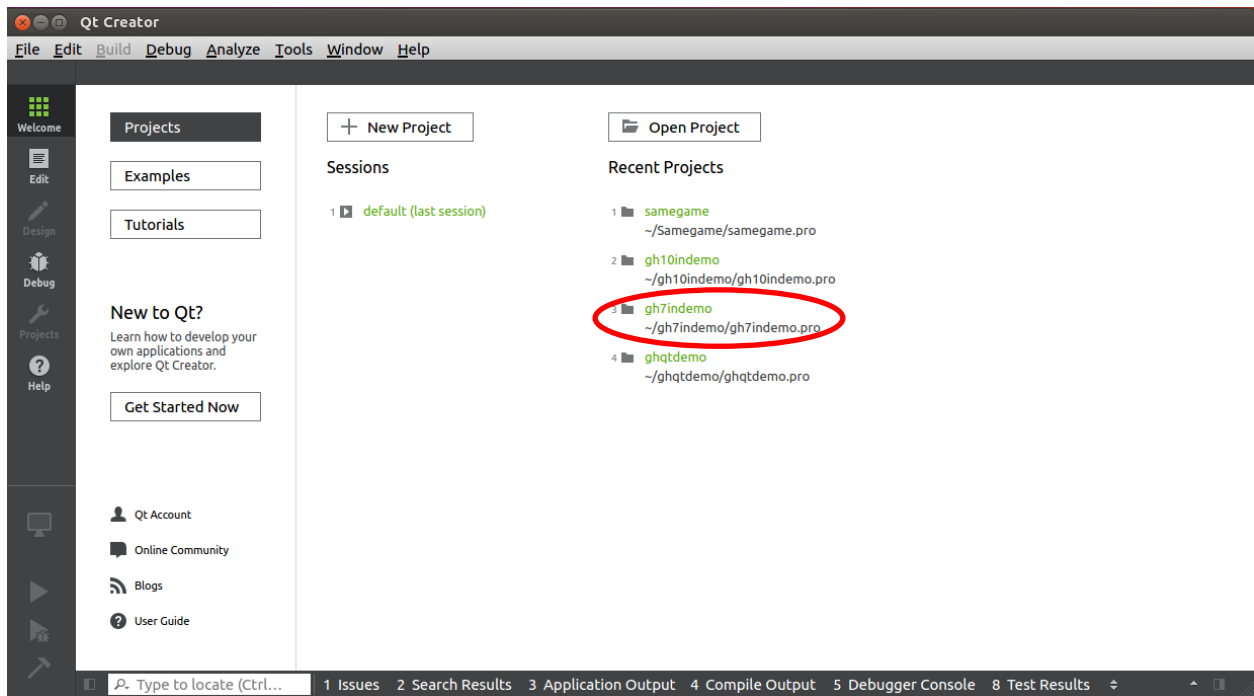 Qt Creator
File Edit Build Debug Analyze Tools Window Help
Welcome
Edit
Design
Debug
Projects
Help
Projects
Examples
Tutorials
New to Qt?
Learn how to develop your
own applications and
explore Qt Creator.
Get Started Now
Qt Account
Online Community
Blogs
User Guide
New Project
Sessions
1 default (last session)
Open Project
Recent Projects
1 samegame
~/Samegame/samegame.pro
2 gh10indemo
~/gh10indemo/gh10indemo.pro
3 gh7indemo
~/gh7indemo/gh7indemo.pro
4 ghqtdemo
~/ghqtdemo/ghqtdemo.pro
Type to locate (Ctrl... 1 Issues 2 Search Results 3 Application Output 4 Compile Output 5 Debugger Console 8 Test Results